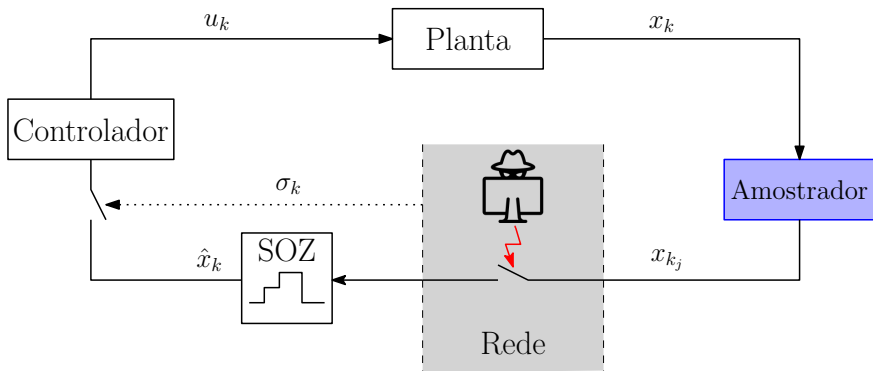 u_k
Planta
x_k
Controlador
σ_k
Amostrador
x̂_k
SOZ
x_{k_j}
Rede